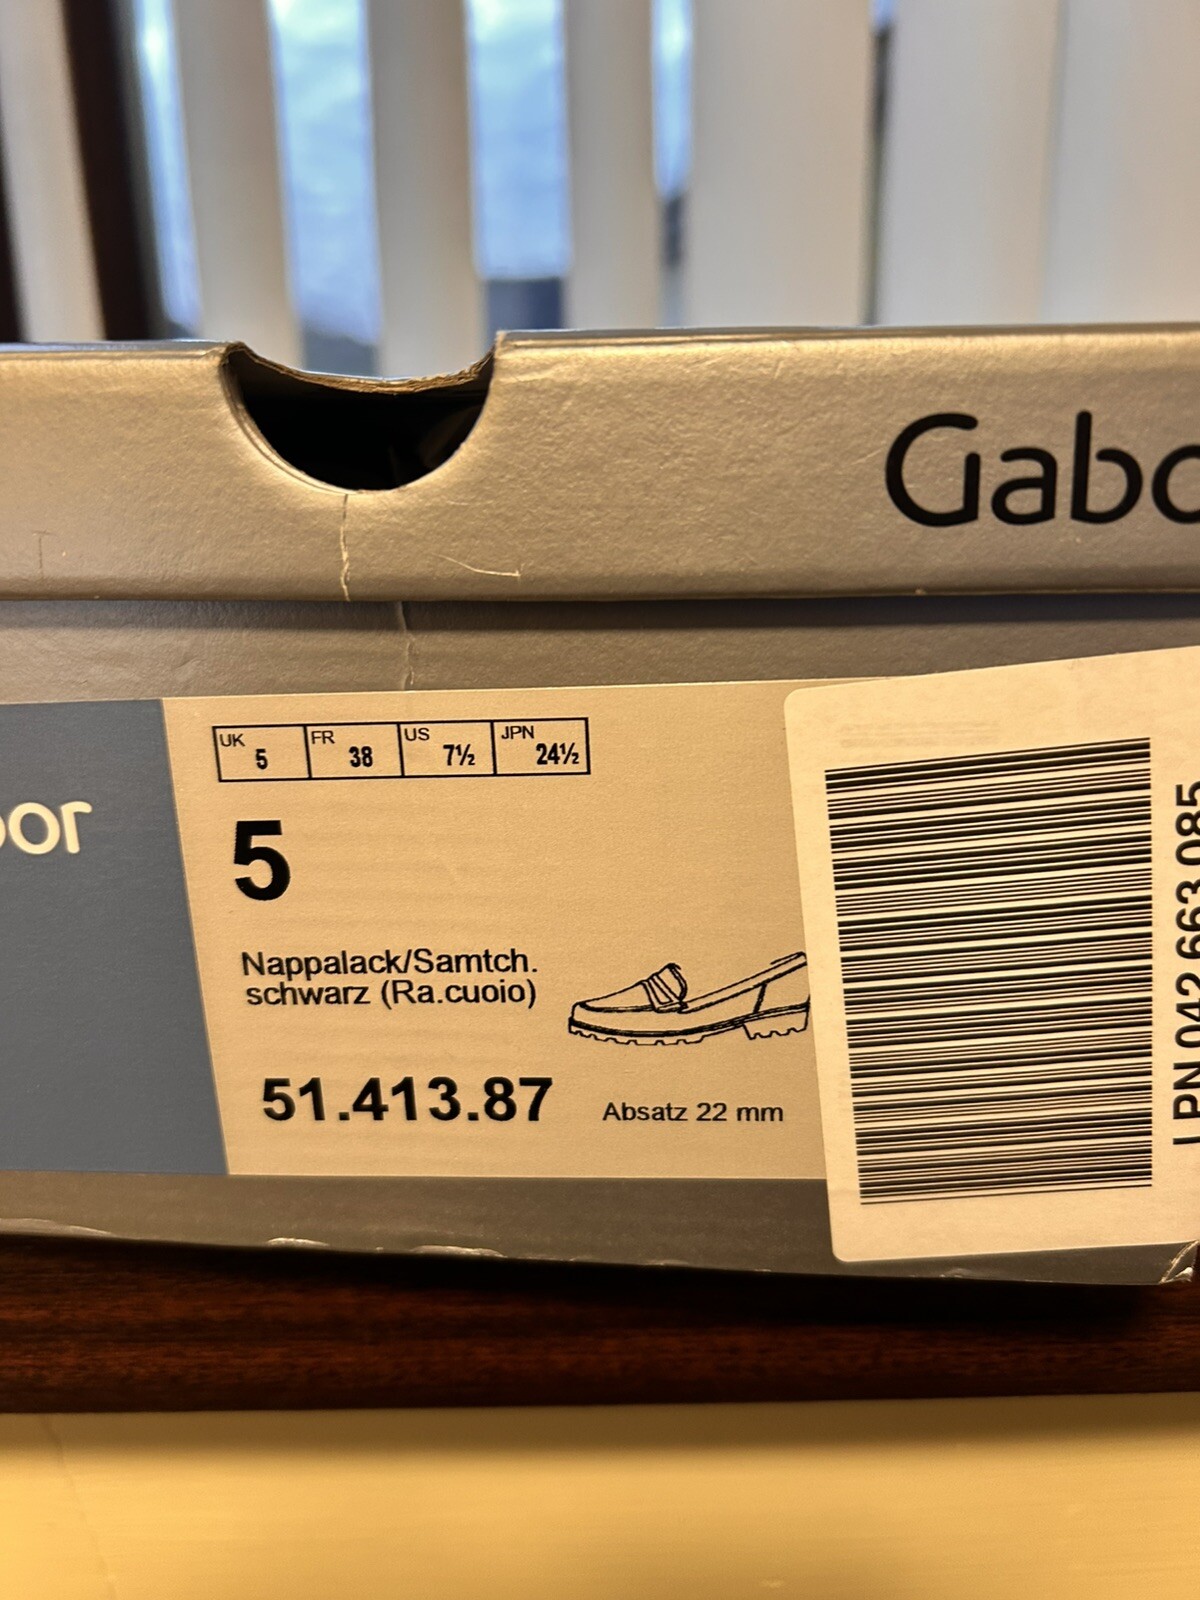 Gabo
UK 5 FR 38 US 7½ JPN 24½
5
Nappalack/Samtch.
schwarz (Ra.cuoio)
51.413.87
Absatz 22 mm
LPN 042 663 085